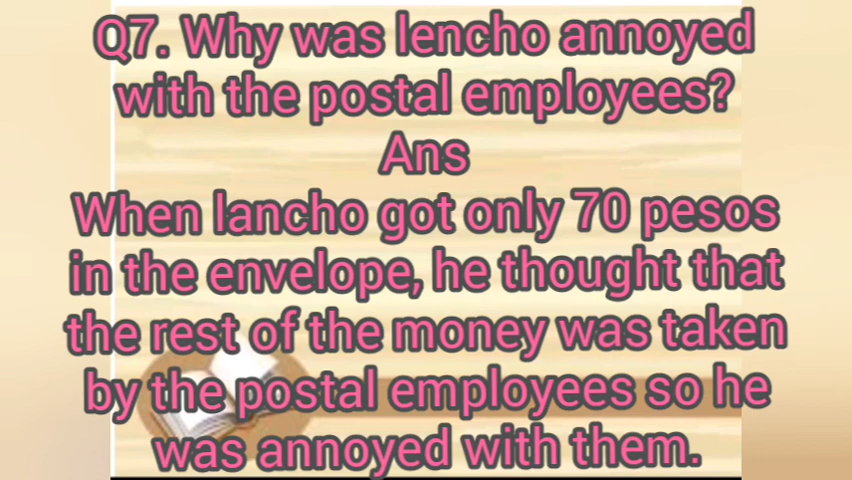 Q7. Why was lencho annoyed
with the postal employees?
Ans
When lancho got only 70 pesos
in the envelope, he thought that
the rest of the money was taken
by the postal employees so he
was annoyed with them.